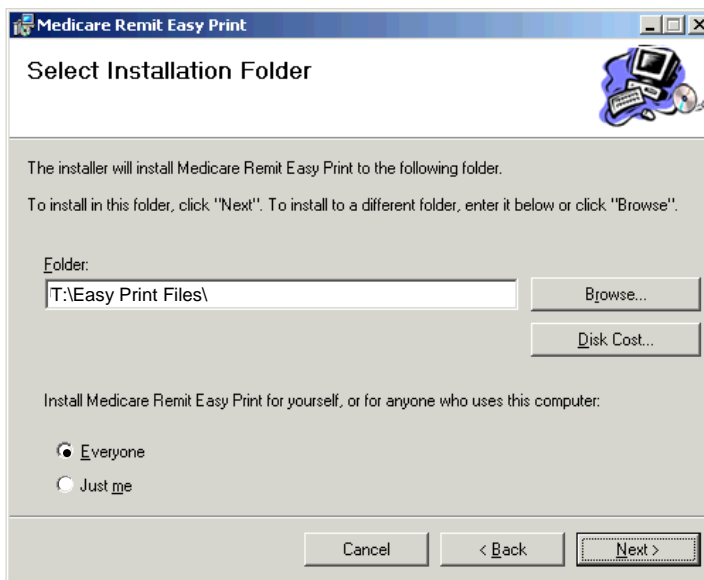 Medicare Remit Easy Print
Select Installation Folder
The installer will install Medicare Remit Easy Print to the following folder.
To install in this folder, click "Next". To install to a different folder, enter it below or click "Browse".
Folder:
T:\Easy Print Files\
Browse...
Disk Cost...
Install Medicare Remit Easy Print for yourself, or for anyone who uses this computer:
Everyone
Just me
Cancel
< Back
Next >